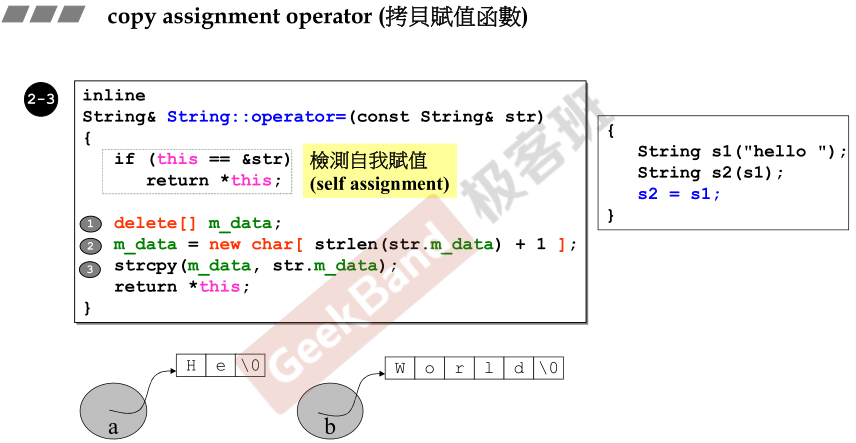 copy assignment operator (拷貝賦值函數)
2-3
inline
String& String::operator=(const String& str)
{
if (this == &str)
return *this;
檢測自我賦值
(self assignment)
1 delete[] m_data;
2 m_data = new char[ strlen(str.m_data) + 1 ];
3 strcpy(m_data, str.m_data);
return *this;
}
{
String s1("hello ");
String s2(s1);
s2 = s1;
}
GeekBand 极客班
H e \0
W o r l d \0
a
b